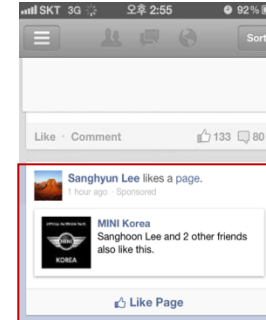 SKT 3G 오후 2:55 92%
Sort
Like · Comment 133 80
Sanghyun Lee likes a page.
1 hour ago · Sponsored
MINI Korea
Sanghoon Lee and 2 other friends
also like this.
MINI
KOREA
Like Page